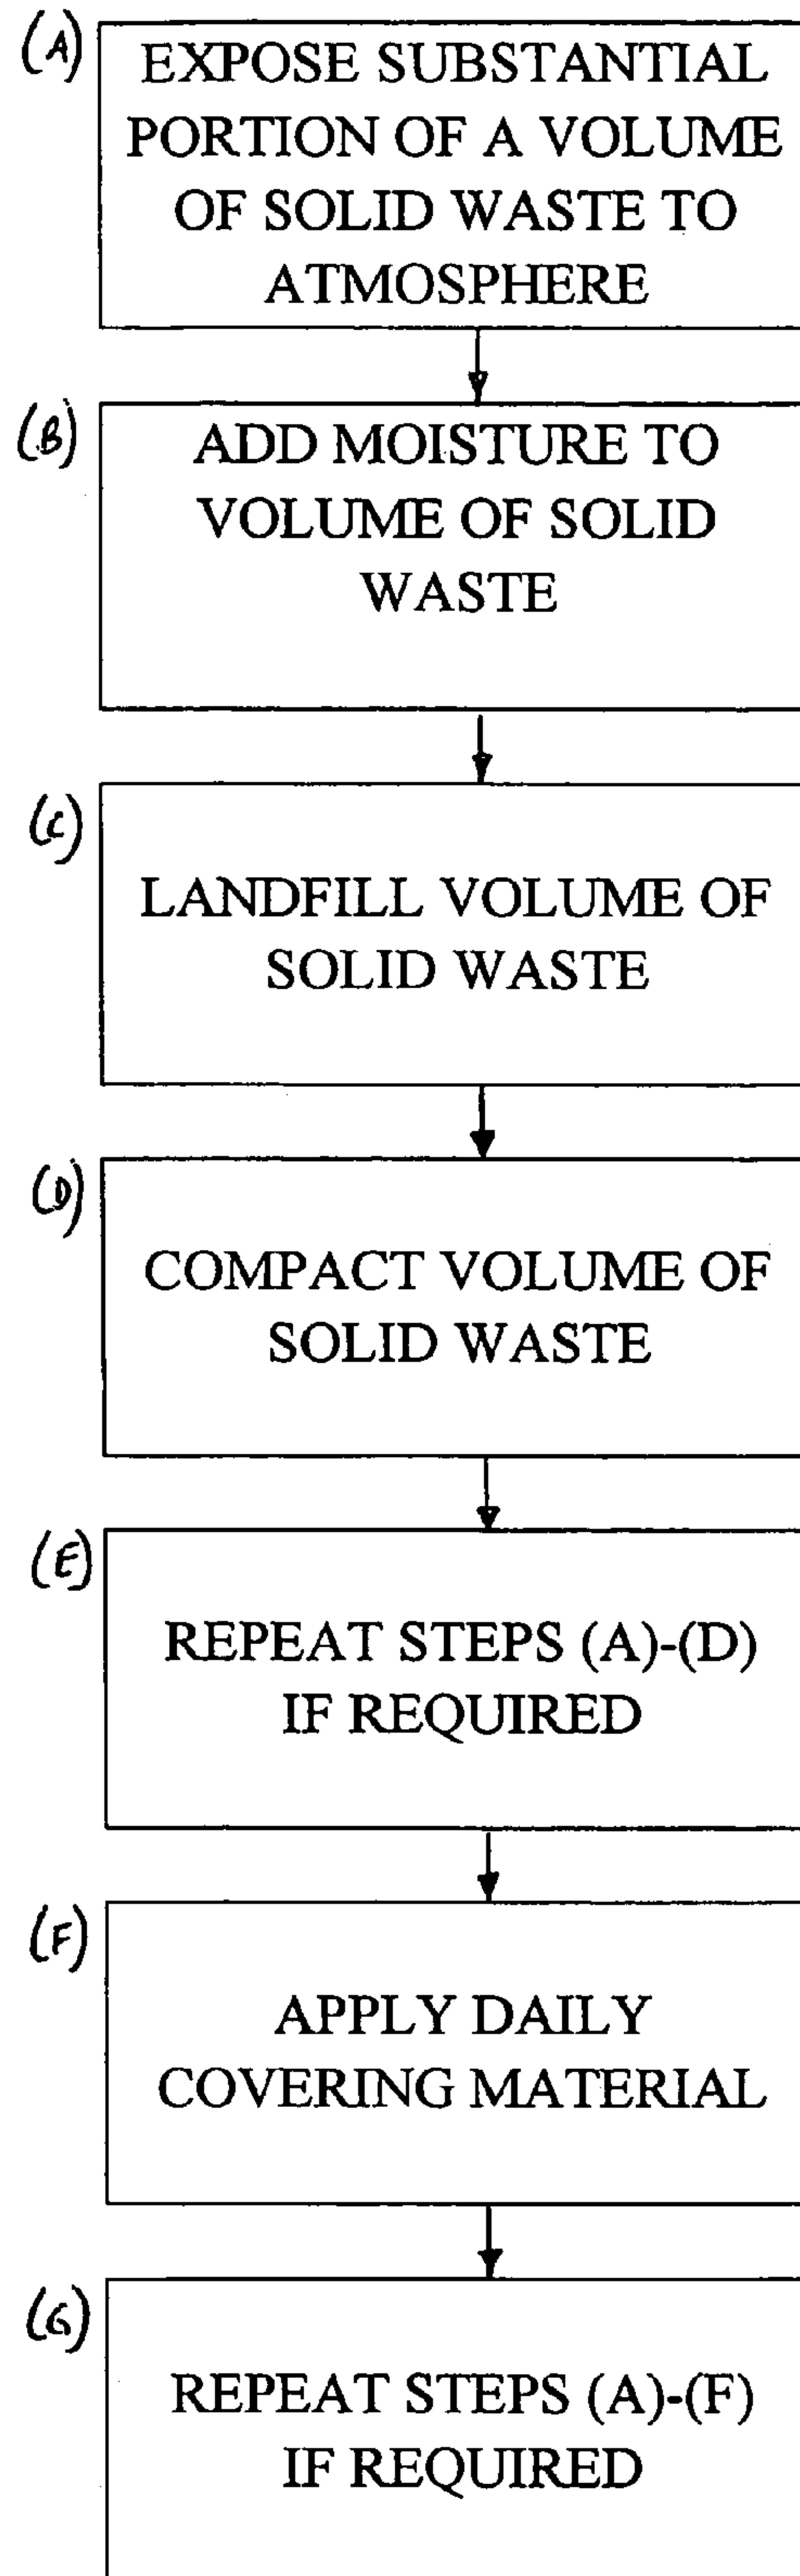 (A)
EXPOSE SUBSTANTIAL
PORTION OF A VOLUME
OF SOLID WASTE TO
ATMOSPHERE
(B)
ADD MOISTURE TO
VOLUME OF SOLID
WASTE
(C)
LANDFILL VOLUME OF
SOLID WASTE
(D)
COMPACT VOLUME OF
SOLID WASTE
(E)
REPEAT STEPS (A)-(D)
IF REQUIRED
(F)
APPLY DAILY
COVERING MATERIAL
(G)
REPEAT STEPS (A)-(F)
IF REQUIRED